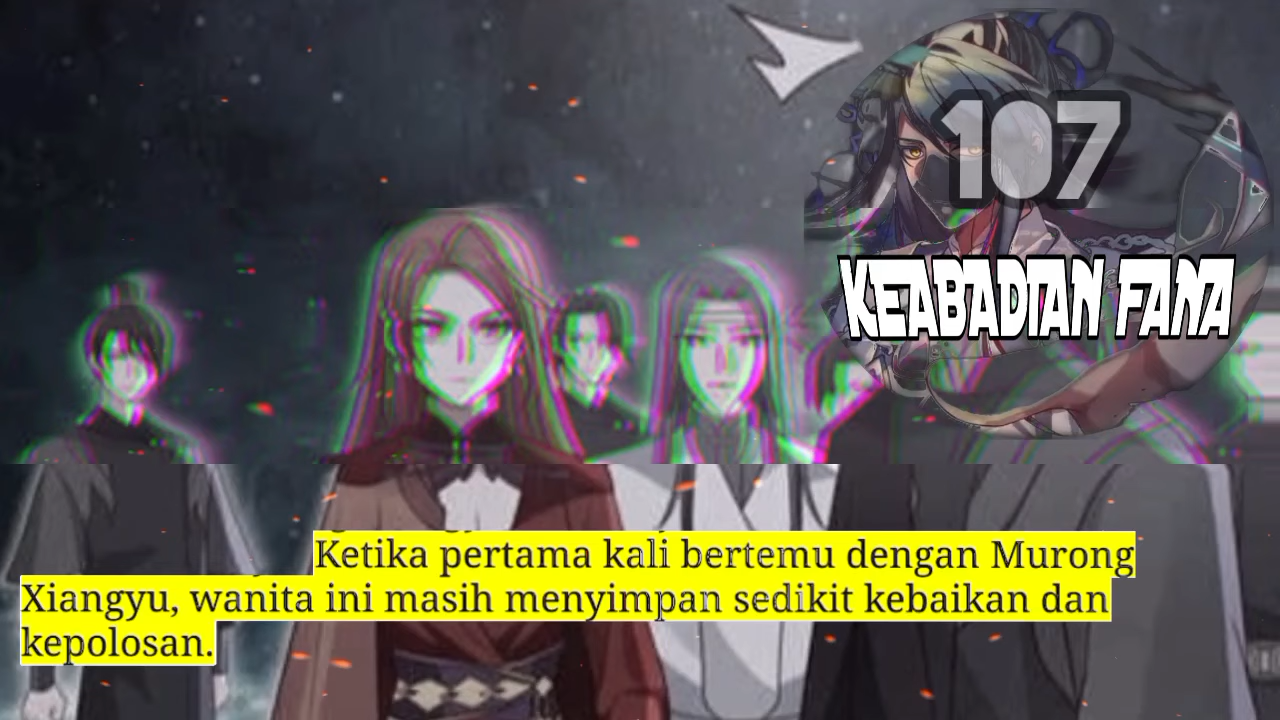 107
KEABADIAN FANA
Ketika pertama kali bertemu dengan Murong
Xiangyu, wanita ini masih menyimpan sedikit kebaikan dan
kepolosan.